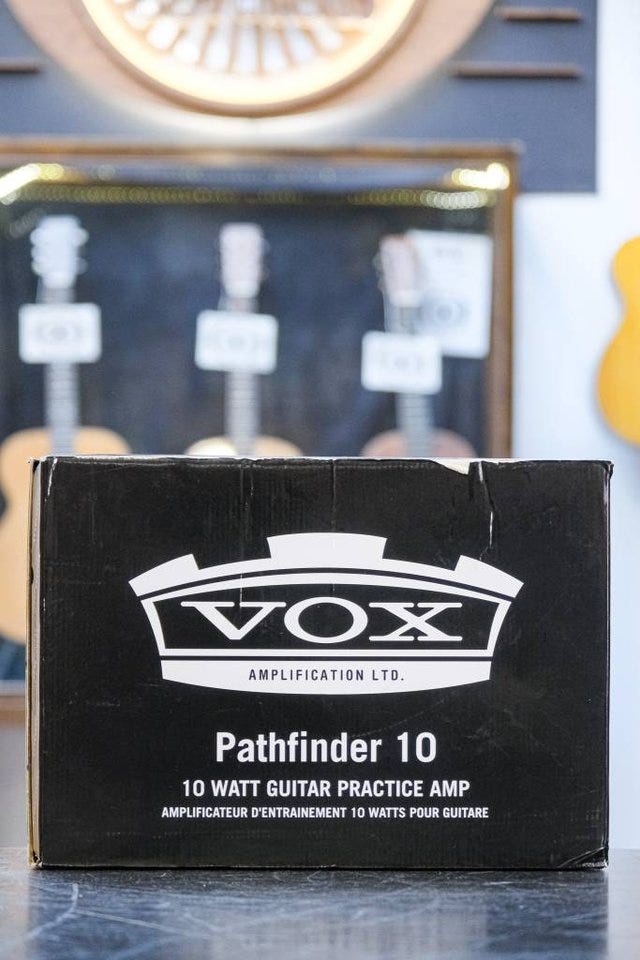 VOX
AMPLIFICATION LTD.
Pathfinder 10
10 WATT GUITAR PRACTICE AMP
AMPLIFICATEUR D'ENTRAINEMENT 10 WATTS POUR GUITARE